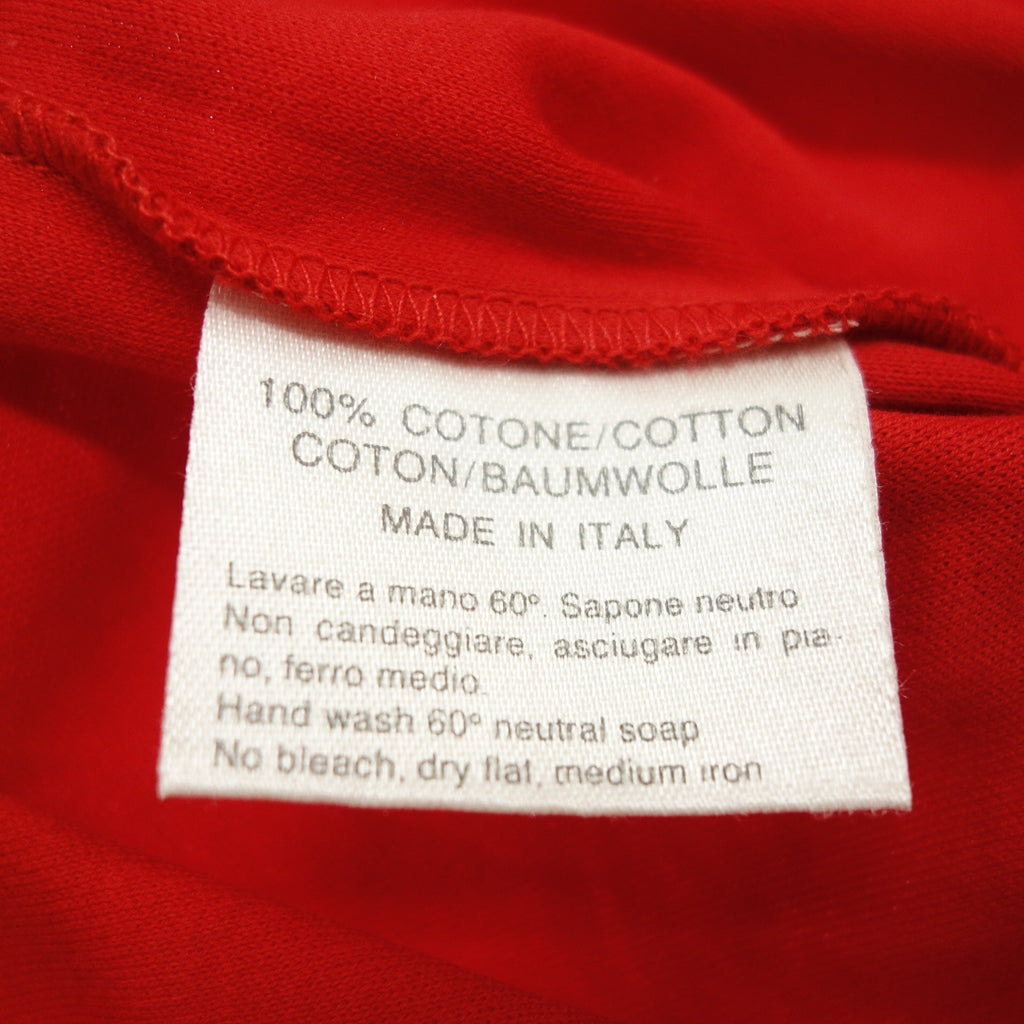 100% COTONE/COTTON
COTON/BAUMWOLLE
MADE IN ITALY
Lavare a mano 60°. Sapone neutro
Non candeggiare, asciugare in pia-
no, ferro medio.
Hand wash 60° neutral soap
No bleach, dry flat, medium iron